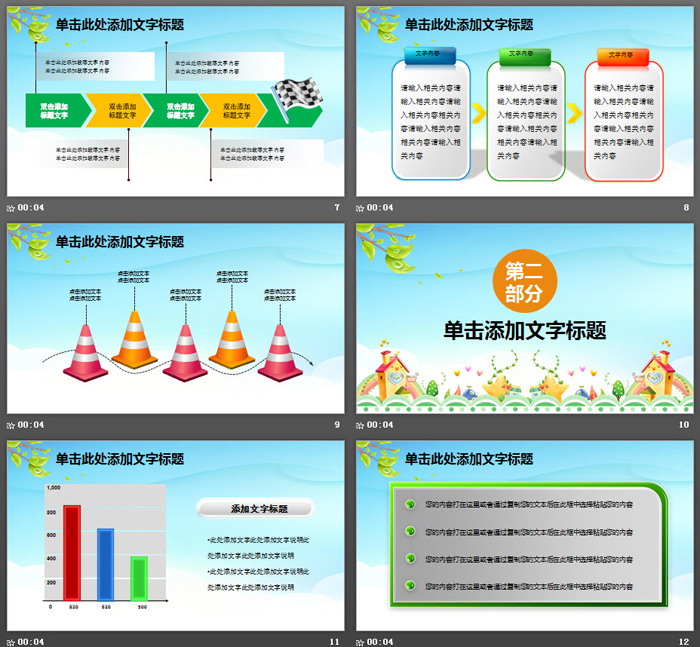 单击此处添加文字标题
单击此处添加段落文字内容
单击此处添加段落文字内容
单击此处添加段落文字内容
单击此处添加段落文字内容
双击添加
标题文字
双击添加
标题文字
双击添加
标题文字
双击添加
标题文字
单击此处添加段落文字内容
单击此处添加段落文字内容
单击此处添加段落文字内容
单击此处添加段落文字内容
00:04
7
单击此处添加文字标题
文字内容
文字内容
文字内容
请输入相关内容请
输入相关内容请输
入相关内容请输入
相关内容请输入相
关内容
请输入相关内容请
输入相关内容请输
入相关内容相关内
容请输入相关内容
相关内容请输入相
关内容
请输入相关内容请
输入相关内容请输
入相关内容相关内
容请输入相关内容
相关内容请输入相
关内容
00:04
8
单击此处添加文字标题
点击添加文本
点击添加文本
点击添加文本
点击添加文本
点击添加文本
点击添加文本
点击添加文本
点击添加文本
点击添加文本
点击添加文本
00:04
9
第二
部分
单击添加文字标题
00:04
10
单击此处添加文字标题
1,000
800
600
400
200
0
820
620
380
添加文字标题
•此处添加文字此处添加文字说明此
处添加文字此处添加文字说明
•此处添加文字此处添加文字说明此
处添加文字此处添加文字说明
00:04
11
单击此处添加文字标题
您的内容打在这里或者通过复制您的文本后在此框中选择粘贴您的内容
您的内容打在这里或者通过复制您的文本后在此框中选择粘贴您的内容
您的内容打在这里或者通过复制您的文本后在此框中选择粘贴您的内容
您的内容打在这里或者通过复制您的文本后在此框中选择粘贴您的内容
00:04
12